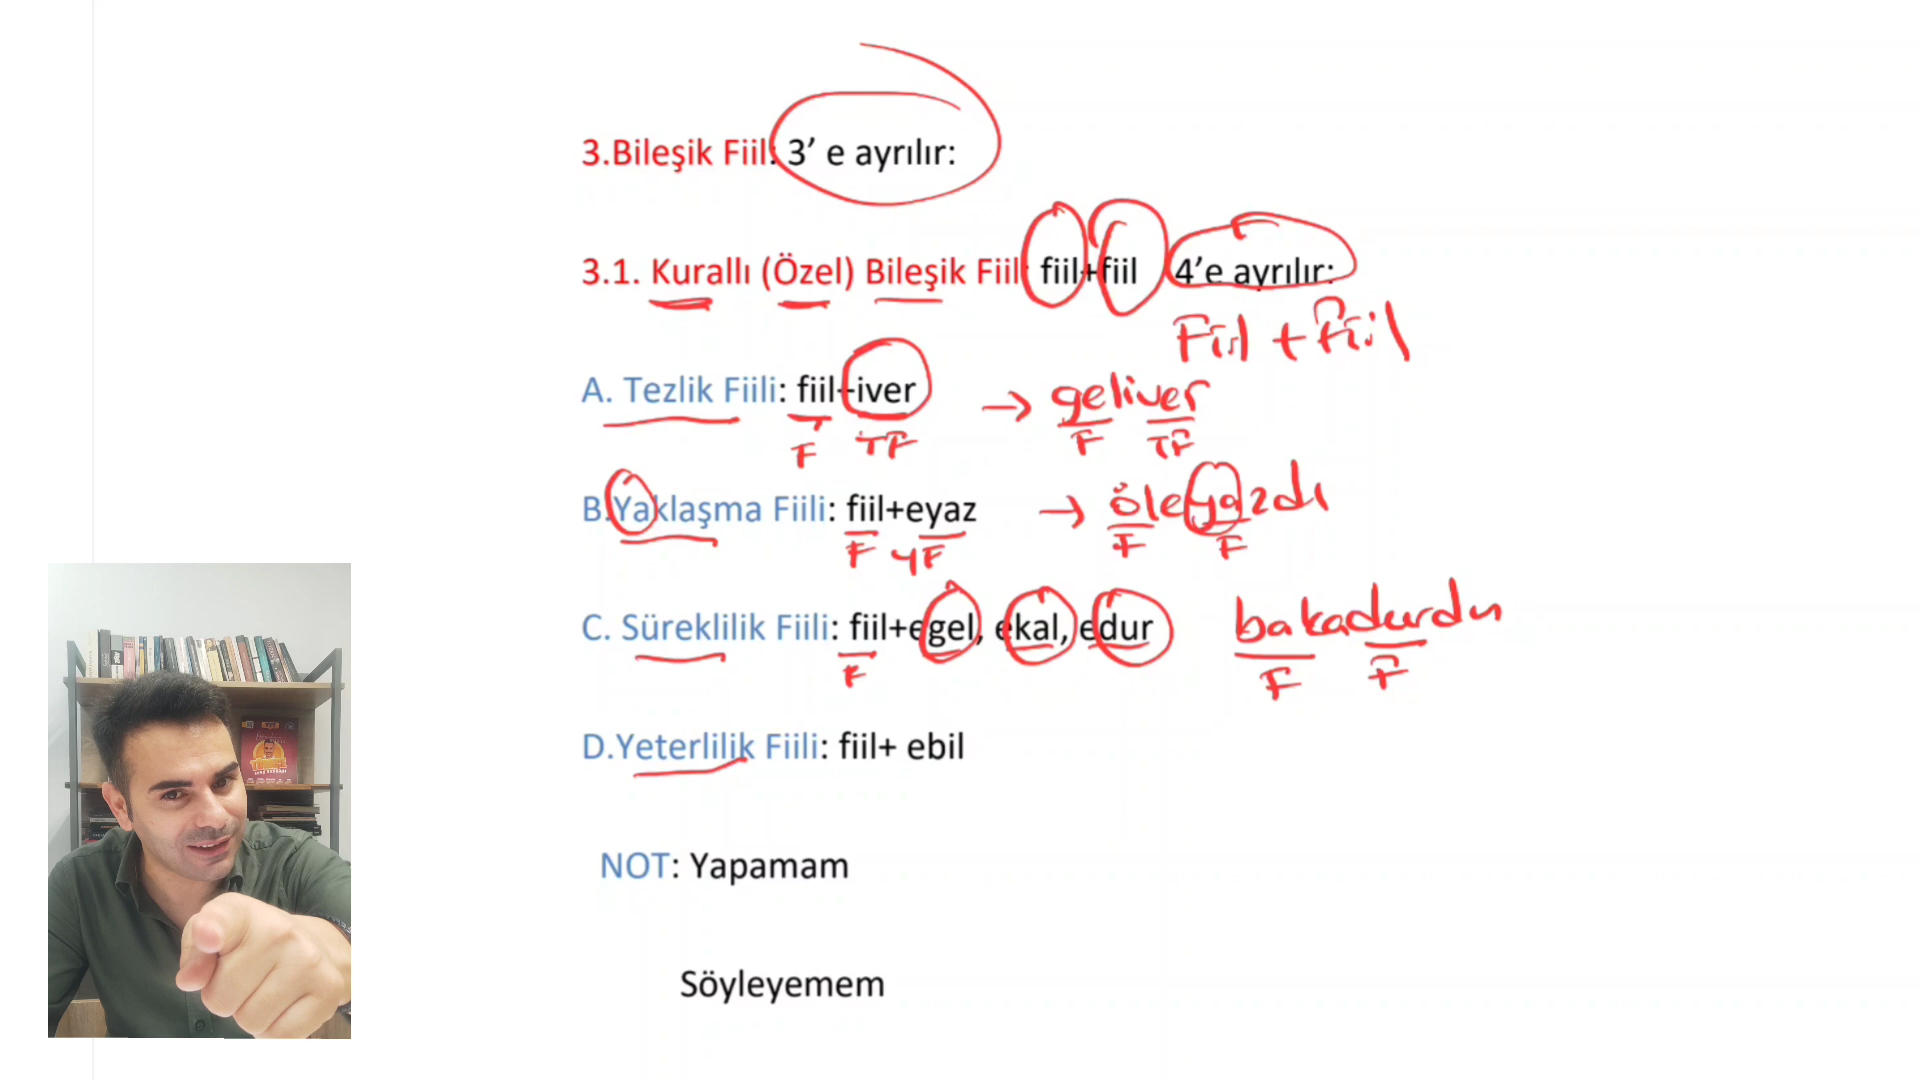 3.Bileşik Fiil: 3' e ayrılır:
3.1. Kurallı (Özel) Bileşik Fiil: fiil+fiil 4'e ayrılır:
Fiil + Fiil
A. Tezlik Fiili: fiil+iver → geliver
F TF F TF
B.Yaklaşma Fiili: fiil+eyaz → öleyazdı
F YF F F
C. Süreklilik Fiili: fiil+egel, ekal, edur bakadurdu
F F F
D.Yeterlilik Fiili: fiil+ ebil
NOT: Yapamam
Söyleyemem